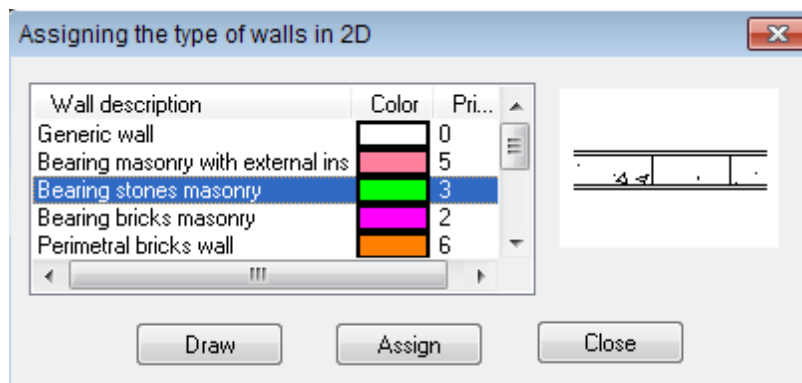 Assigning the type of walls in 2D
Wall description Color Pri...
Generic wall 0
Bearing masonry with external ins 5
Bearing stones masonry 3
Bearing bricks masonry 2
Perimetral bricks wall 6
Draw Assign Close